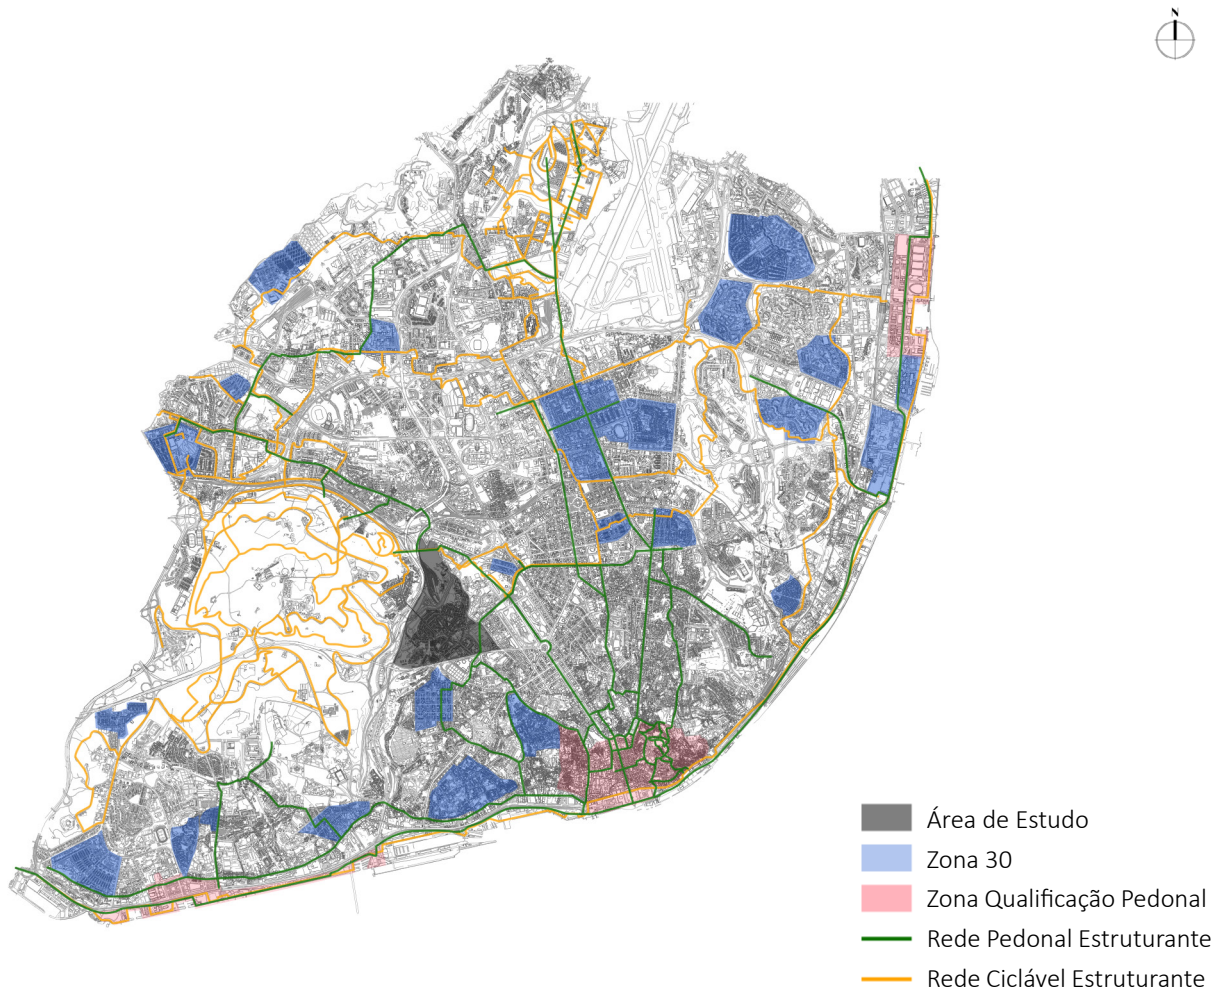 N
Área de Estudo
Zona 30
Zona Qualificação Pedonal
Rede Pedonal Estruturante
Rede Ciclável Estruturante